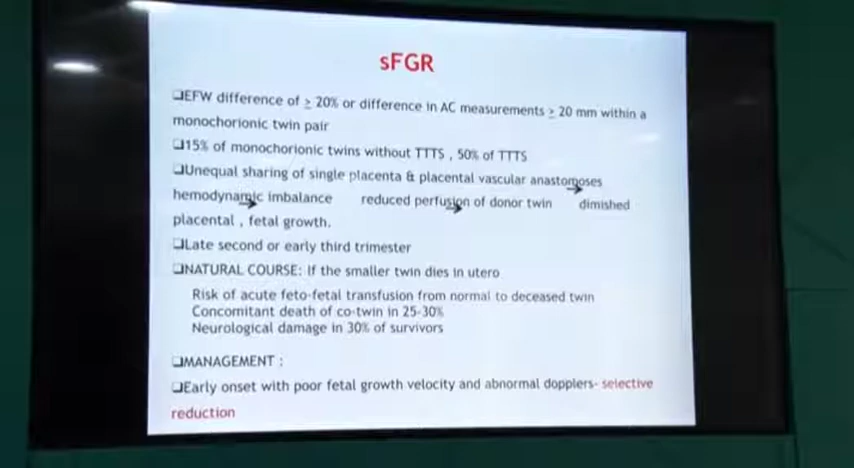 sFGR
❑EFW difference of ≥ 20% or difference in AC measurements ≥ 20 mm within a
monochorionic twin pair
❑15% of monochorionic twins without TTTS , 50% of TTTS
❑Unequal sharing of single placenta & placental vascular anastomoses →
hemodynamic imbalance → reduced perfusion of donor twin → dimished
placental , fetal growth.
❑Late second or early third trimester
❑NATURAL COURSE: If the smaller twin dies in utero
Risk of acute feto-fetal transfusion from normal to deceased twin
Concomitant death of co-twin in 25-30%
Neurological damage in 30% of survivors
❑MANAGEMENT :
❑Early onset with poor fetal growth velocity and abnormal dopplers- selective
reduction